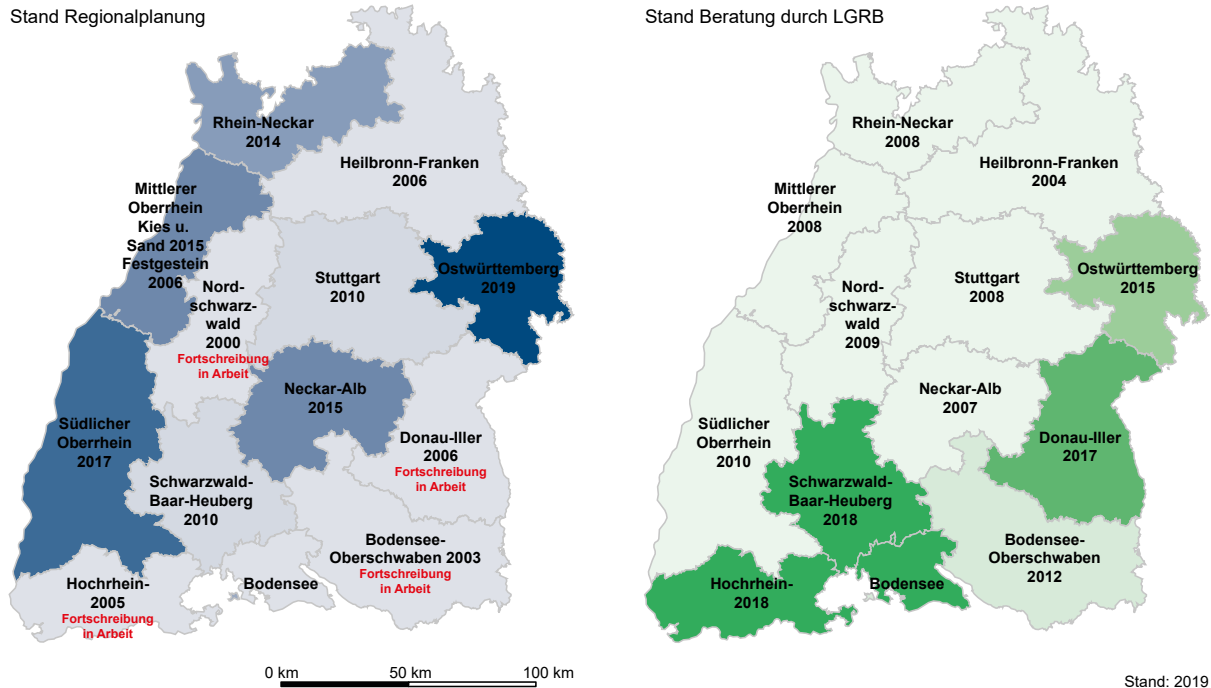 Stand Regionalplanung
Rhein-Neckar
2014
Heilbronn-Franken
2006
Mittlerer
Oberrhein
Kies u.
Sand 2015
Festgestein
2006
Nord-
schwarz-
wald
2000
Fortschreibung
in Arbeit
Stuttgart
2010
Ostwürttemberg
2019
Südlicher
Oberrhein
2017
Neckar-Alb
2015
Donau-Iller
2006
Fortschreibung
in Arbeit
Schwarzwald-
Baar-Heuberg
2010
Bodensee-
Oberschwaben 2003
Fortschreibung
in Arbeit
Hochrhein-
2005
Fortschreibung
in Arbeit
Bodensee
0 km 50 km 100 km
Stand Beratung durch LGRB
Rhein-Neckar
2008
Heilbronn-Franken
2004
Mittlerer
Oberrhein
2008
Nord-
schwarz-
wald
2009
Stuttgart
2008
Ostwürttemberg
2015
Südlicher
Oberrhein
2010
Neckar-Alb
2007
Donau-Iller
2017
Schwarzwald-
Baar-Heuberg
2018
Bodensee-
Oberschwaben
2012
Hochrhein-
2018
Bodensee
Stand: 2019